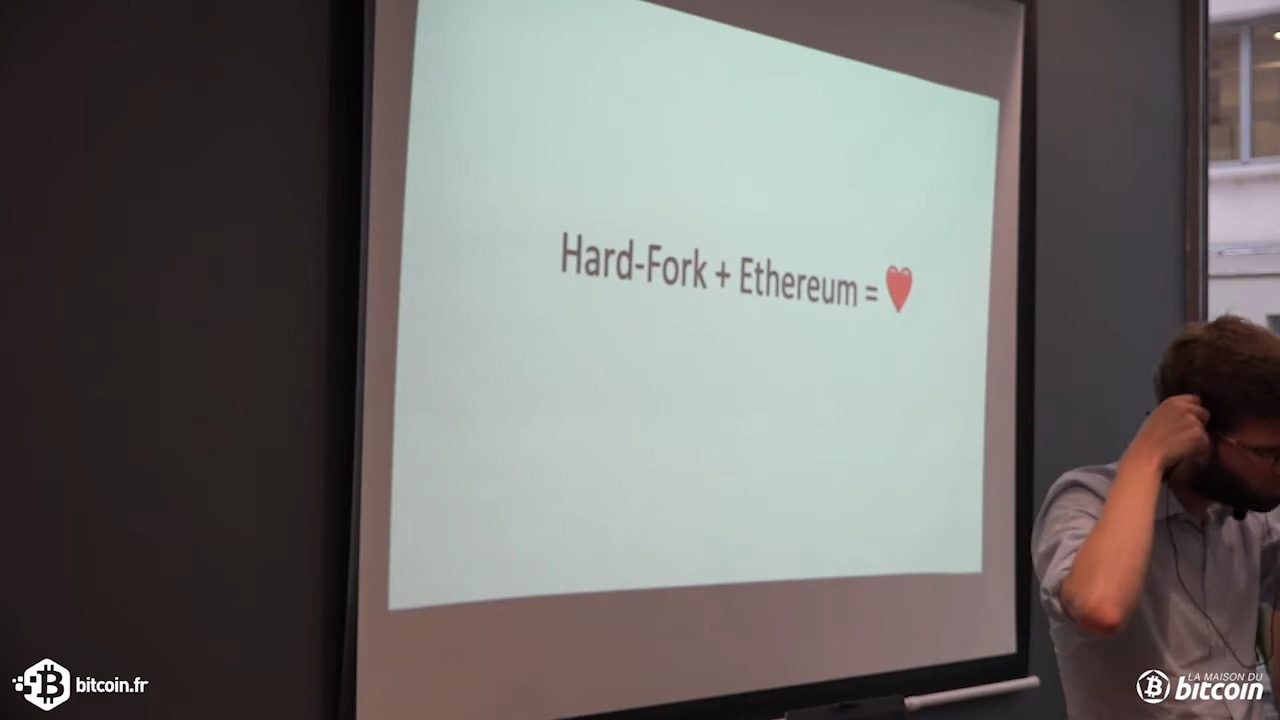 Hard-Fork + Ethereum = ❤️
bitcoin.fr
LA MAISON DU
bitcoin